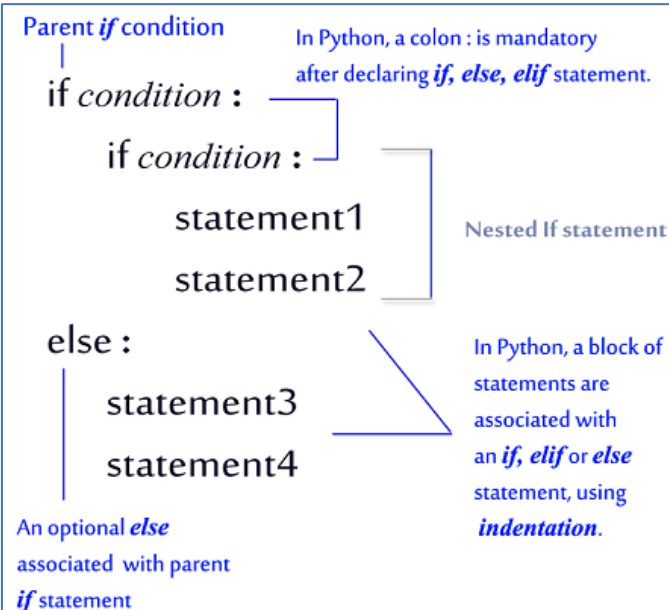 Parent if condition
In Python, a colon : is mandatory
after declaring if, else, elif statement.
if condition :
if condition :
statement1
Nested If statement
statement2
else :
In Python, a block of
statements are
associated with
an if, elif or else
statement, using
indentation.
statement3
statement4
An optional else
associated with parent
if statement